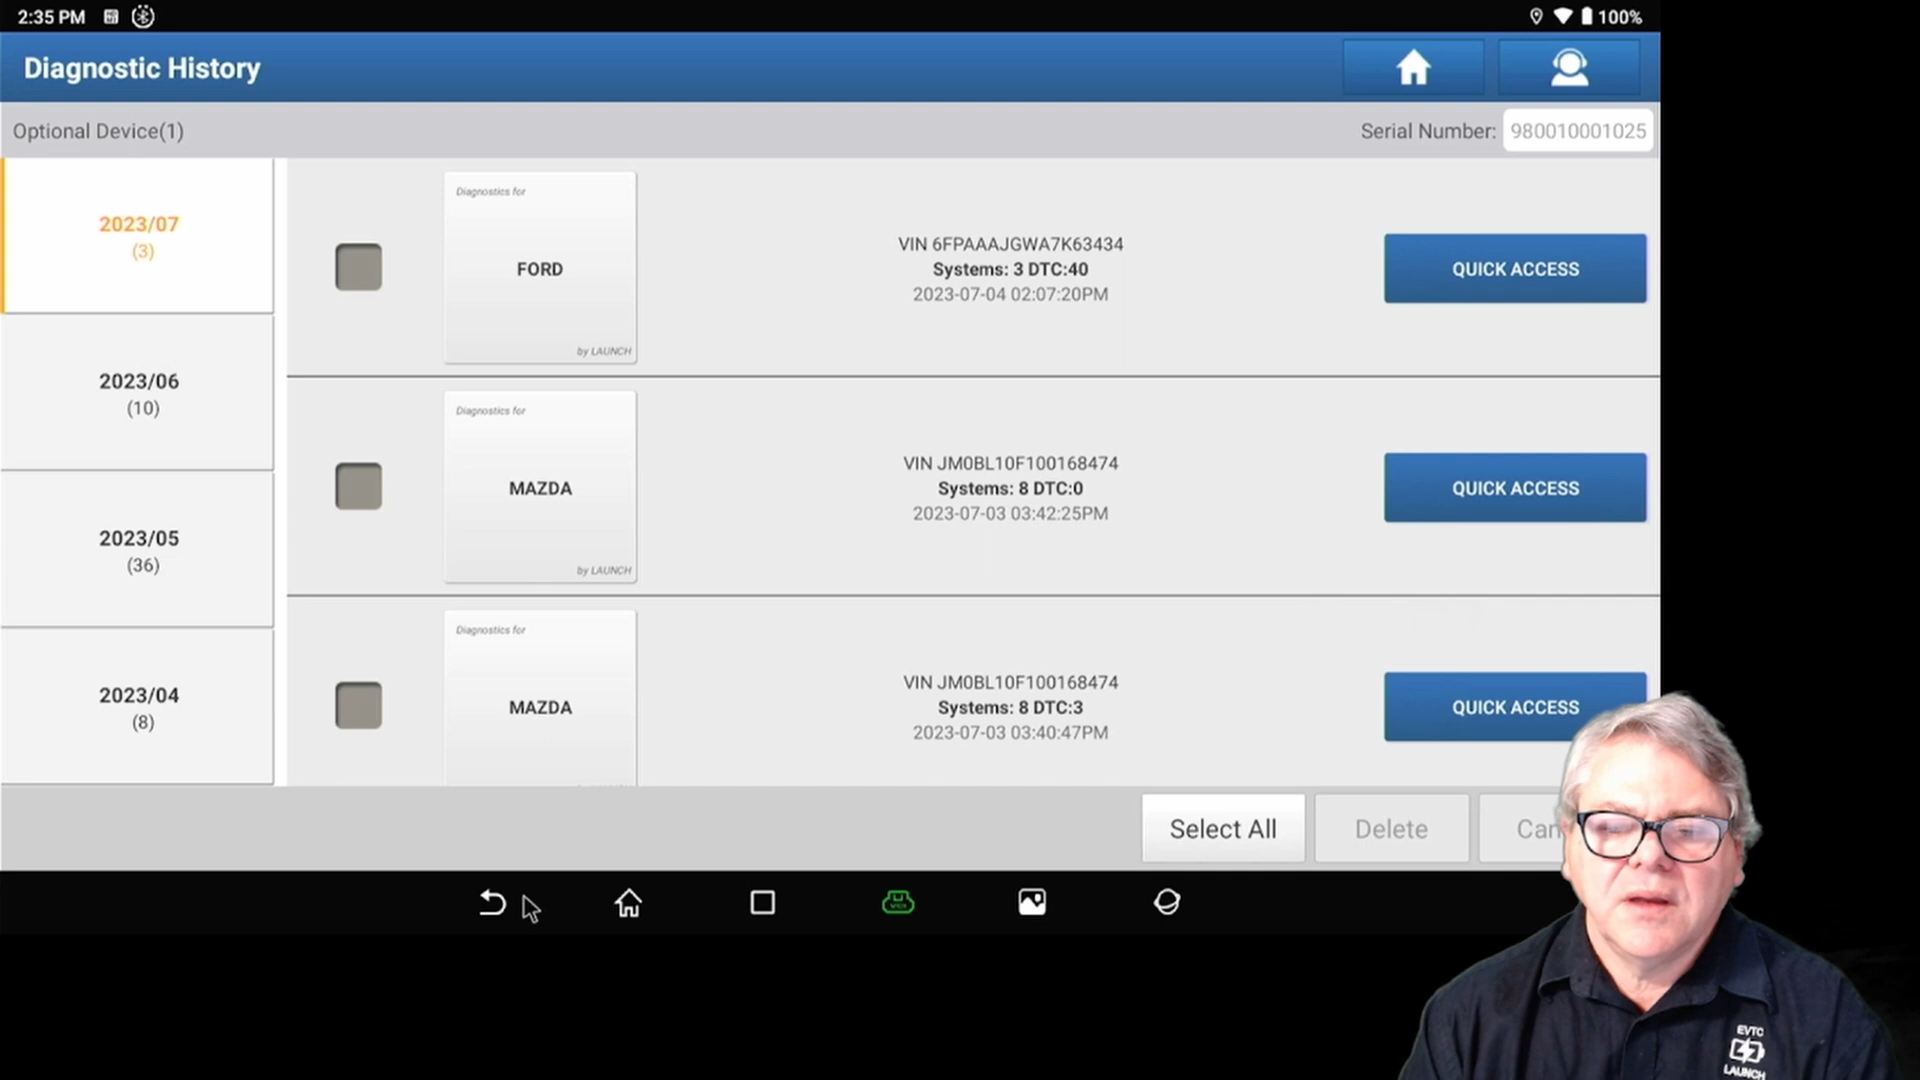 2:35 PM
100%
Diagnostic History
Optional Device(1)
Serial Number: 980010001025
2023/07
(3)
2023/06
(10)
2023/05
(36)
2023/04
(8)
Diagnostics for
FORD
by LAUNCH
VIN 6FPAAAJGWA7K63434
Systems: 3 DTC:40
2023-07-04 02:07:20PM
QUICK ACCESS
Diagnostics for
MAZDA
by LAUNCH
VIN JM0BL10F100168474
Systems: 8 DTC:0
2023-07-03 03:42:25PM
QUICK ACCESS
Diagnostics for
MAZDA
VIN JM0BL10F100168474
Systems: 8 DTC:3
2023-07-03 03:40:47PM
QUICK ACCESS
Select All
Delete
Can
VCI
EVTC
LAUNCH